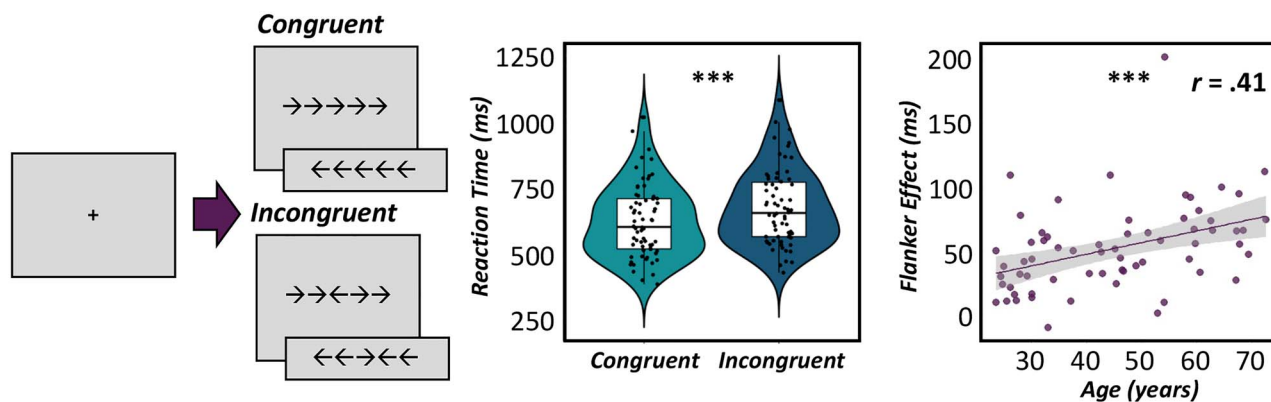 +
Congruent
→→→→→
←←←←←
Incongruent
→→←→→
←←→←←
Reaction Time (ms)
1250
1000
750
500
250
***
Congruent
Incongruent
Flanker Effect (ms)
200
150
100
50
0
***
r = .41
30
40
50
60
70
Age (years)